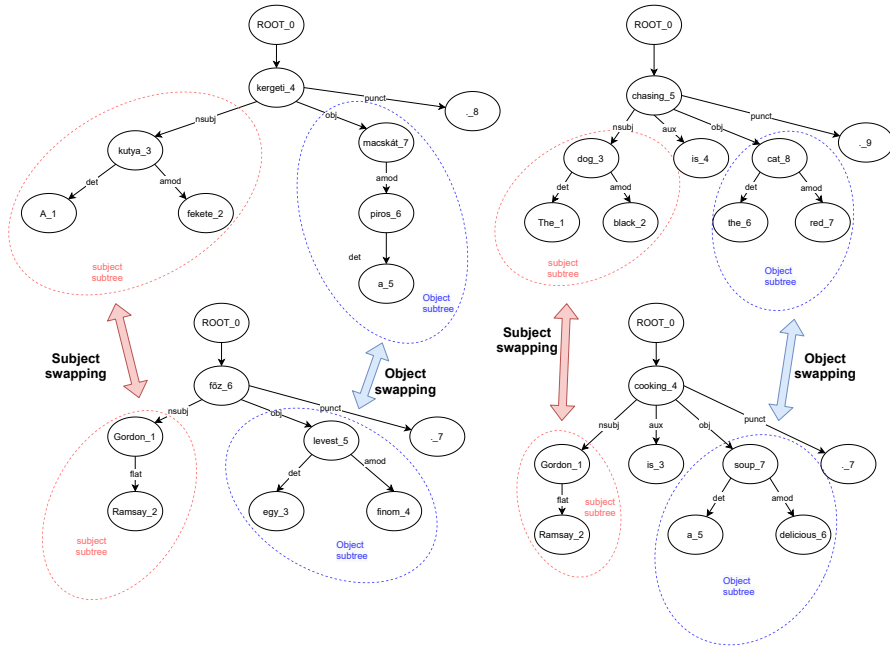 ROOT_0
kergeti_4
punct
._8
nsubj
obj
kutya_3
macskát_7
det
amod
amod
A_1
fekete_2
piros_6
det
a_5
subject
subtree
Object
subtree
ROOT_0
chasing_5
punct
._9
nsubj
aux
obj
dog_3
is_4
cat_8
det
amod
det
amod
The_1
black_2
the_6
red_7
subject
subtree
Object
subtree
Subject
swapping
Object
swapping
Subject
swapping
Object
swapping
ROOT_0
főz_6
nsubj
obj
punct
._7
Gordon_1
levest_5
flat
det
amod
Ramsay_2
egy_3
finom_4
subject
subtree
Object
subtree
ROOT_0
cooking_4
nsubj
aux
obj
punct
._7
Gordon_1
is_3
soup_7
flat
det
amod
subject
subtree
Ramsay_2
a_5
delicious_6
Object
subtree